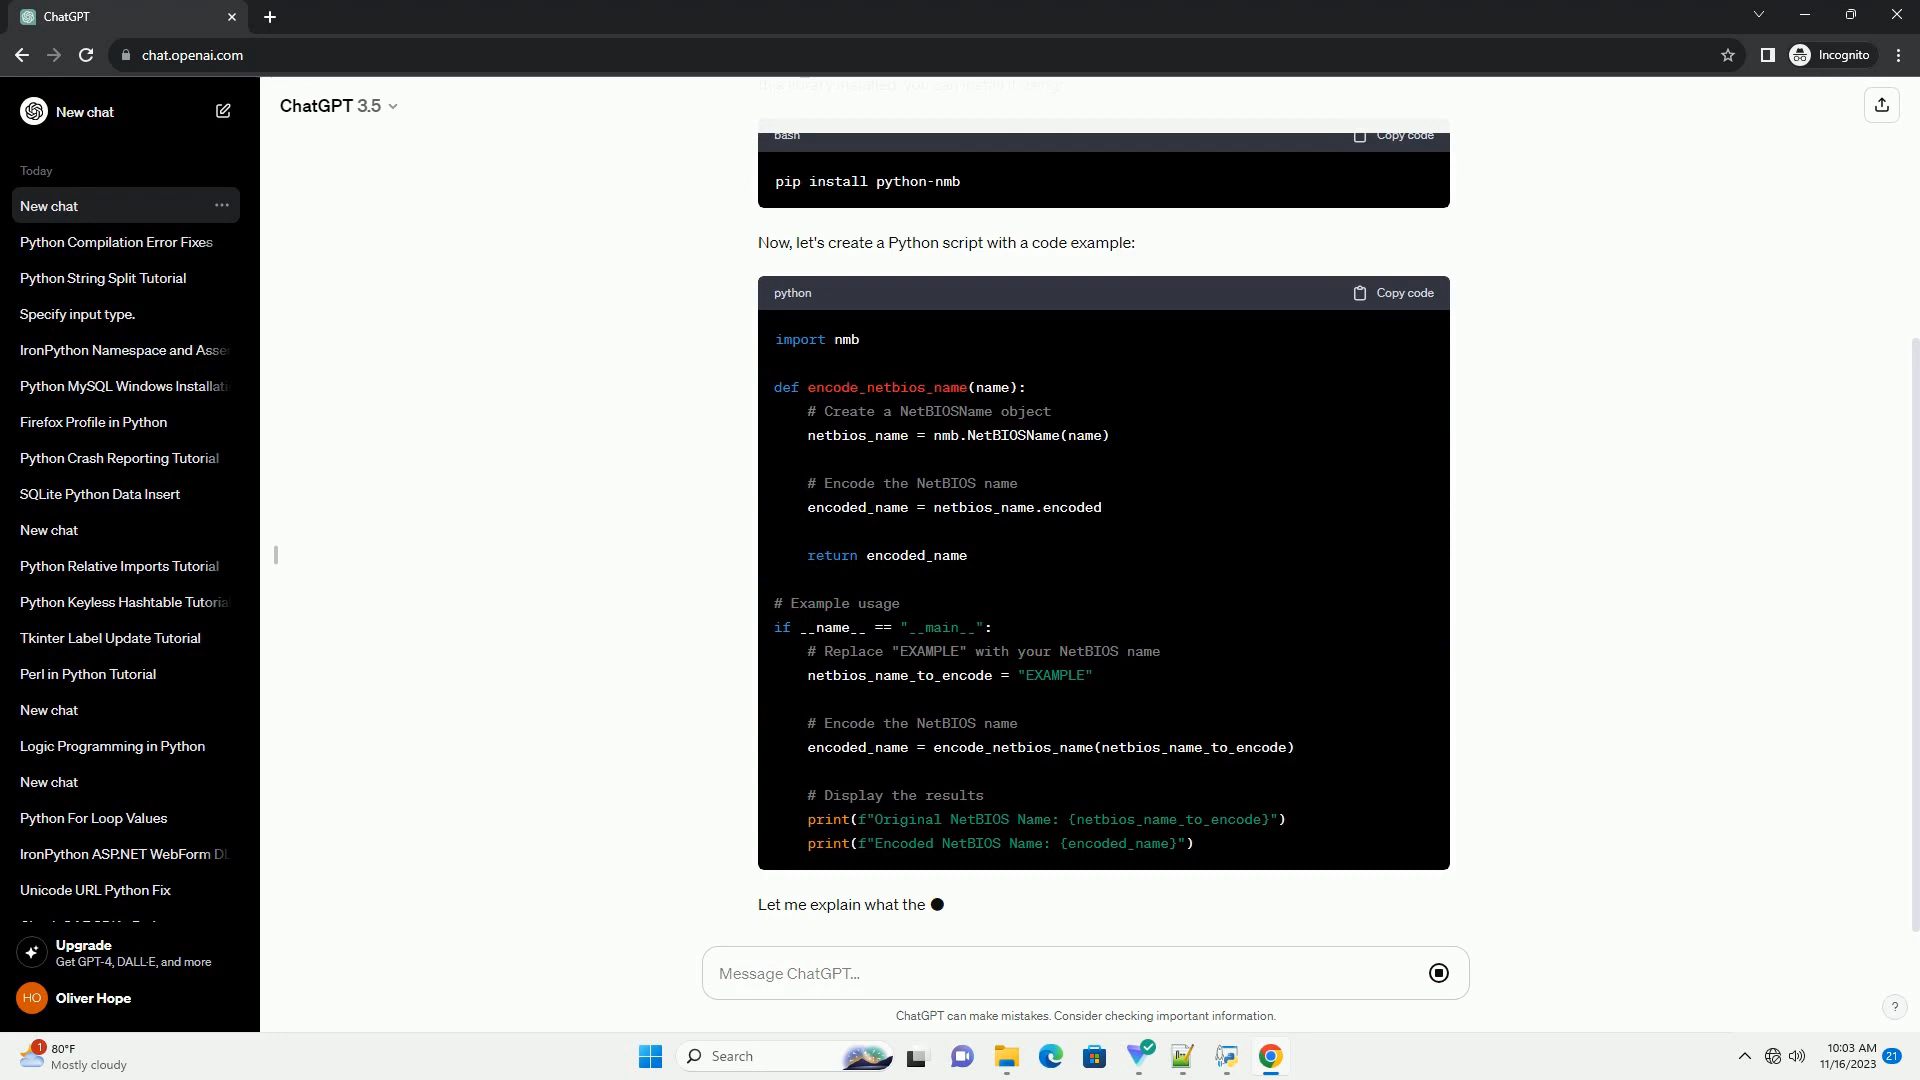 ChatGPT
chat.openai.com
Incognito
New chat
ChatGPT 3.5
Today
New chat
Python Compilation Error Fixes
Python String Split Tutorial
Specify input type.
IronPython Namespace and Asse
Python MySQL Windows Installati
Firefox Profile in Python
Python Crash Reporting Tutorial
SQLite Python Data Insert
New chat
Python Relative Imports Tutorial
Python Keyless Hashtable Tutoria
Tkinter Label Update Tutorial
Perl in Python Tutorial
New chat
Logic Programming in Python
New chat
Python For Loop Values
IronPython ASP.NET WebForm DL
Unicode URL Python Fix
Upgrade
Get GPT-4, DALL·E, and more
HO
Oliver Hope
bash
Copy code
pip install python-nmb
Now, let's create a Python script with a code example:
python
Copy code
import nmb
def encode_netbios_name(name):
# Create a NetBIOSName object
netbios_name = nmb.NetBIOSName(name)
# Encode the NetBIOS name
encoded_name = netbios_name.encoded
return encoded_name
# Example usage
if __name__ == "__main__":
# Replace "EXAMPLE" with your NetBIOS name
netbios_name_to_encode = "EXAMPLE"
# Encode the NetBIOS name
encoded_name = encode_netbios_name(netbios_name_to_encode)
# Display the results
print(f"Original NetBIOS Name: {netbios_name_to_encode}")
print(f"Encoded NetBIOS Name: {encoded_name}")
Let me explain what the
Message ChatGPT...
ChatGPT can make mistakes. Consider checking important information.
?
1
80°F
Mostly cloudy
Search
10:03 AM
11/16/2023
21